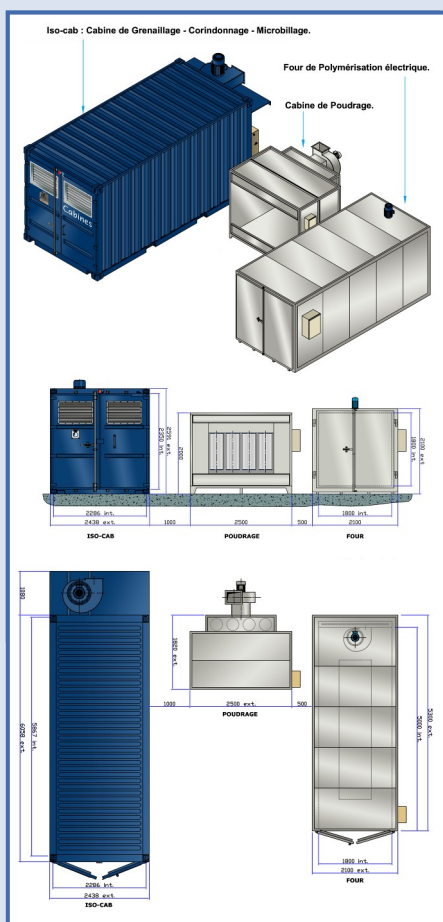 Iso-cab : Cabine de Grenaillage - Corindonnage - Microbillage.
Four de Polymérisation électrique.
Cabine de Poudrage.
Cabines
2591 ext.
2350 int.
2000
1800 int.
2100 ext
2286 int.
2438 ext.
1000
2500
500
1800 int.
2100
ISO-CAB
POUDRAGE
FOUR
1080
6058 ext.
5867 int.
1820 ext.
1000
2500 ext.
500
POUDRAGE
5300 ext.
5000 int.
2286 int.
2438 ext.
ISO-CAB
1800 int.
2100 ext.
FOUR